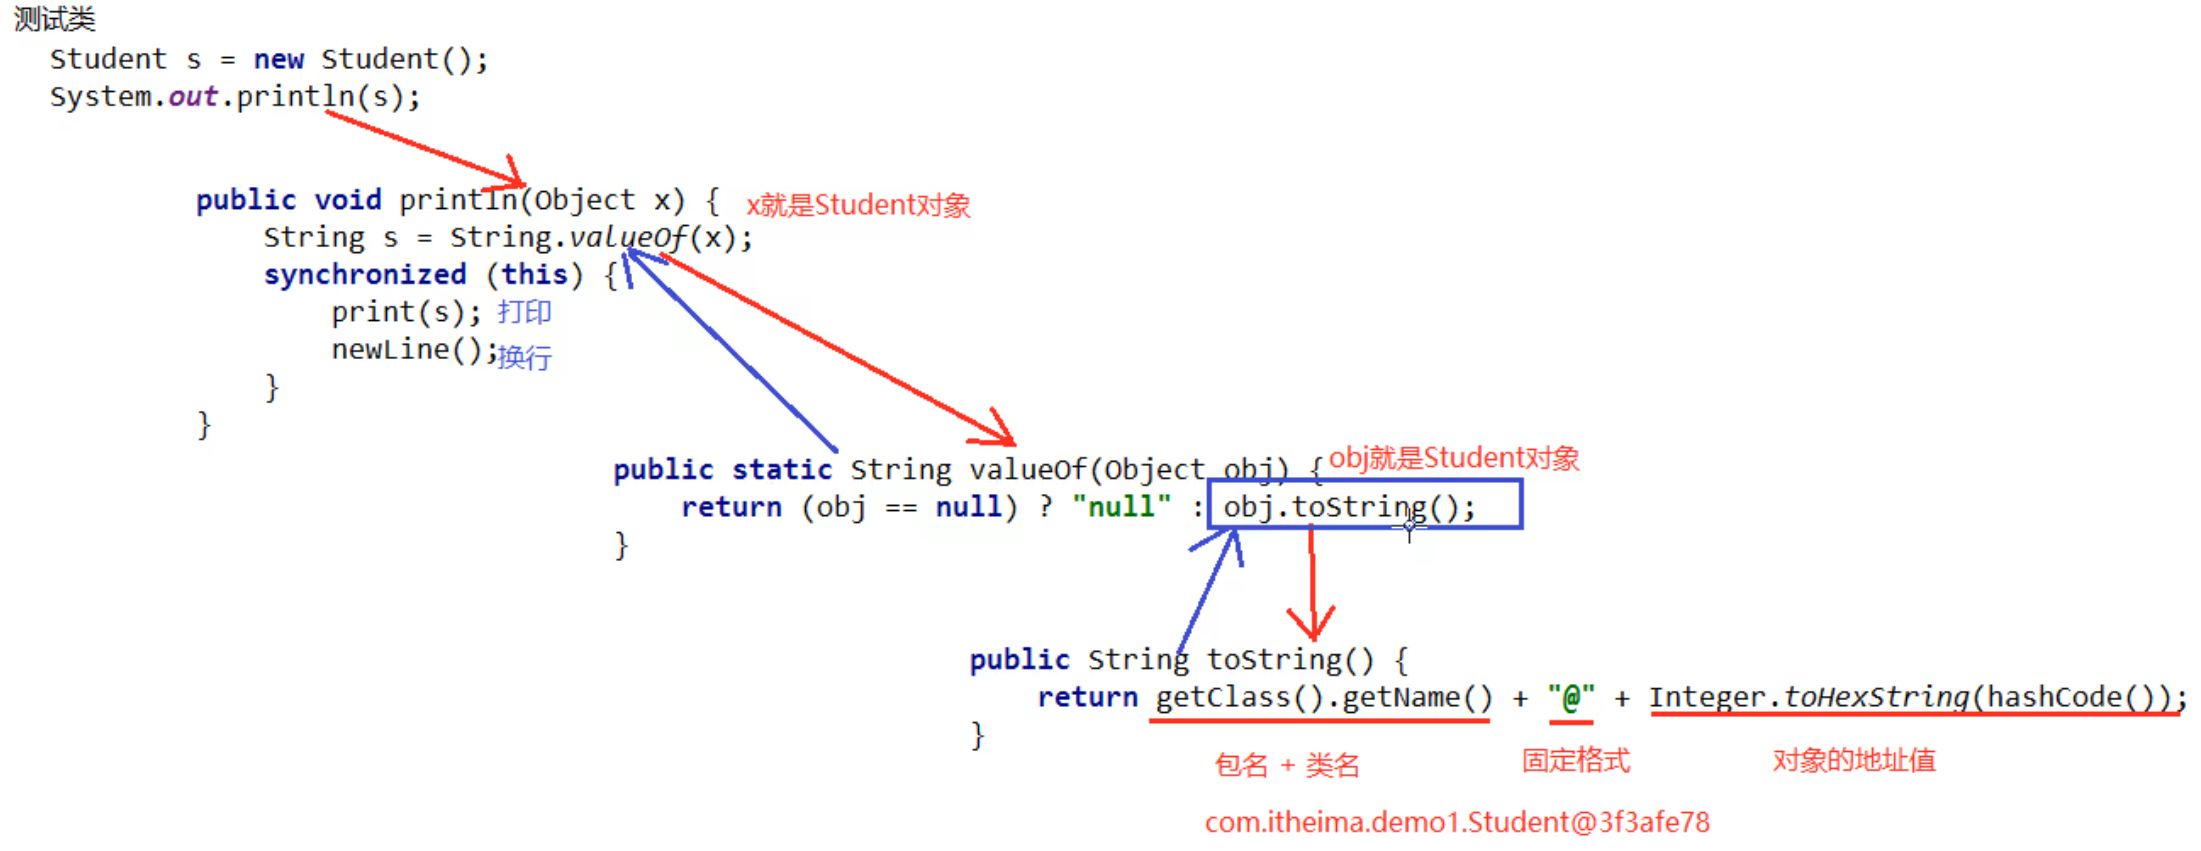 测试类
Student s = new Student();
System.out.println(s);
public void println(Object x) { x就是Student对象
String s = String.valueOf(x);
synchronized (this) {
print(s); 打印
newLine();换行
}
}
public static String valueOf(Object obj) { obj就是Student对象
return (obj == null) ? "null" : obj.toString();
}
public String toString() {
return getClass().getName() + "@" + Integer.toHexString(hashCode());
}
包名 + 类名 固定格式 对象的地址值
com.itheima.demo1.Student@3f3afe78